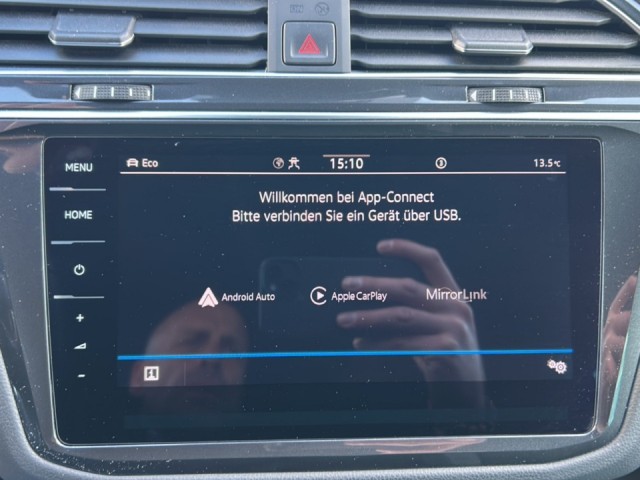 MENU
Eco
15:10
3
13.5°C
HOME
Willkommen bei App-Connect
Bitte verbinden Sie ein Gerät über USB.
Android Auto
Apple CarPlay
MirrorLink
+
-